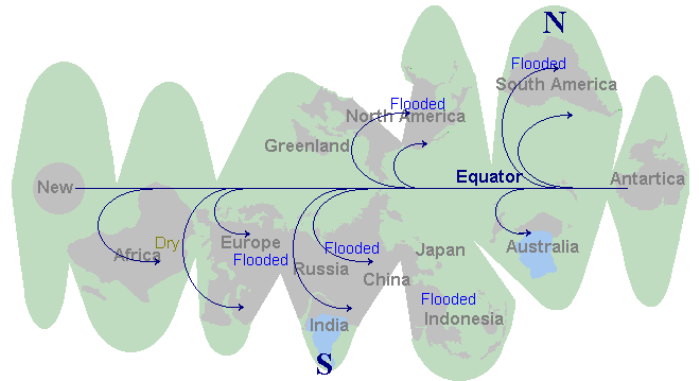 N
Flooded
South America
Flooded
North America
Greenland
Equator
New
Antartica
Dry
Europe
Flooded
Japan
Australia
Africa
Flooded
Russia
China
Flooded
India
Indonesia
S